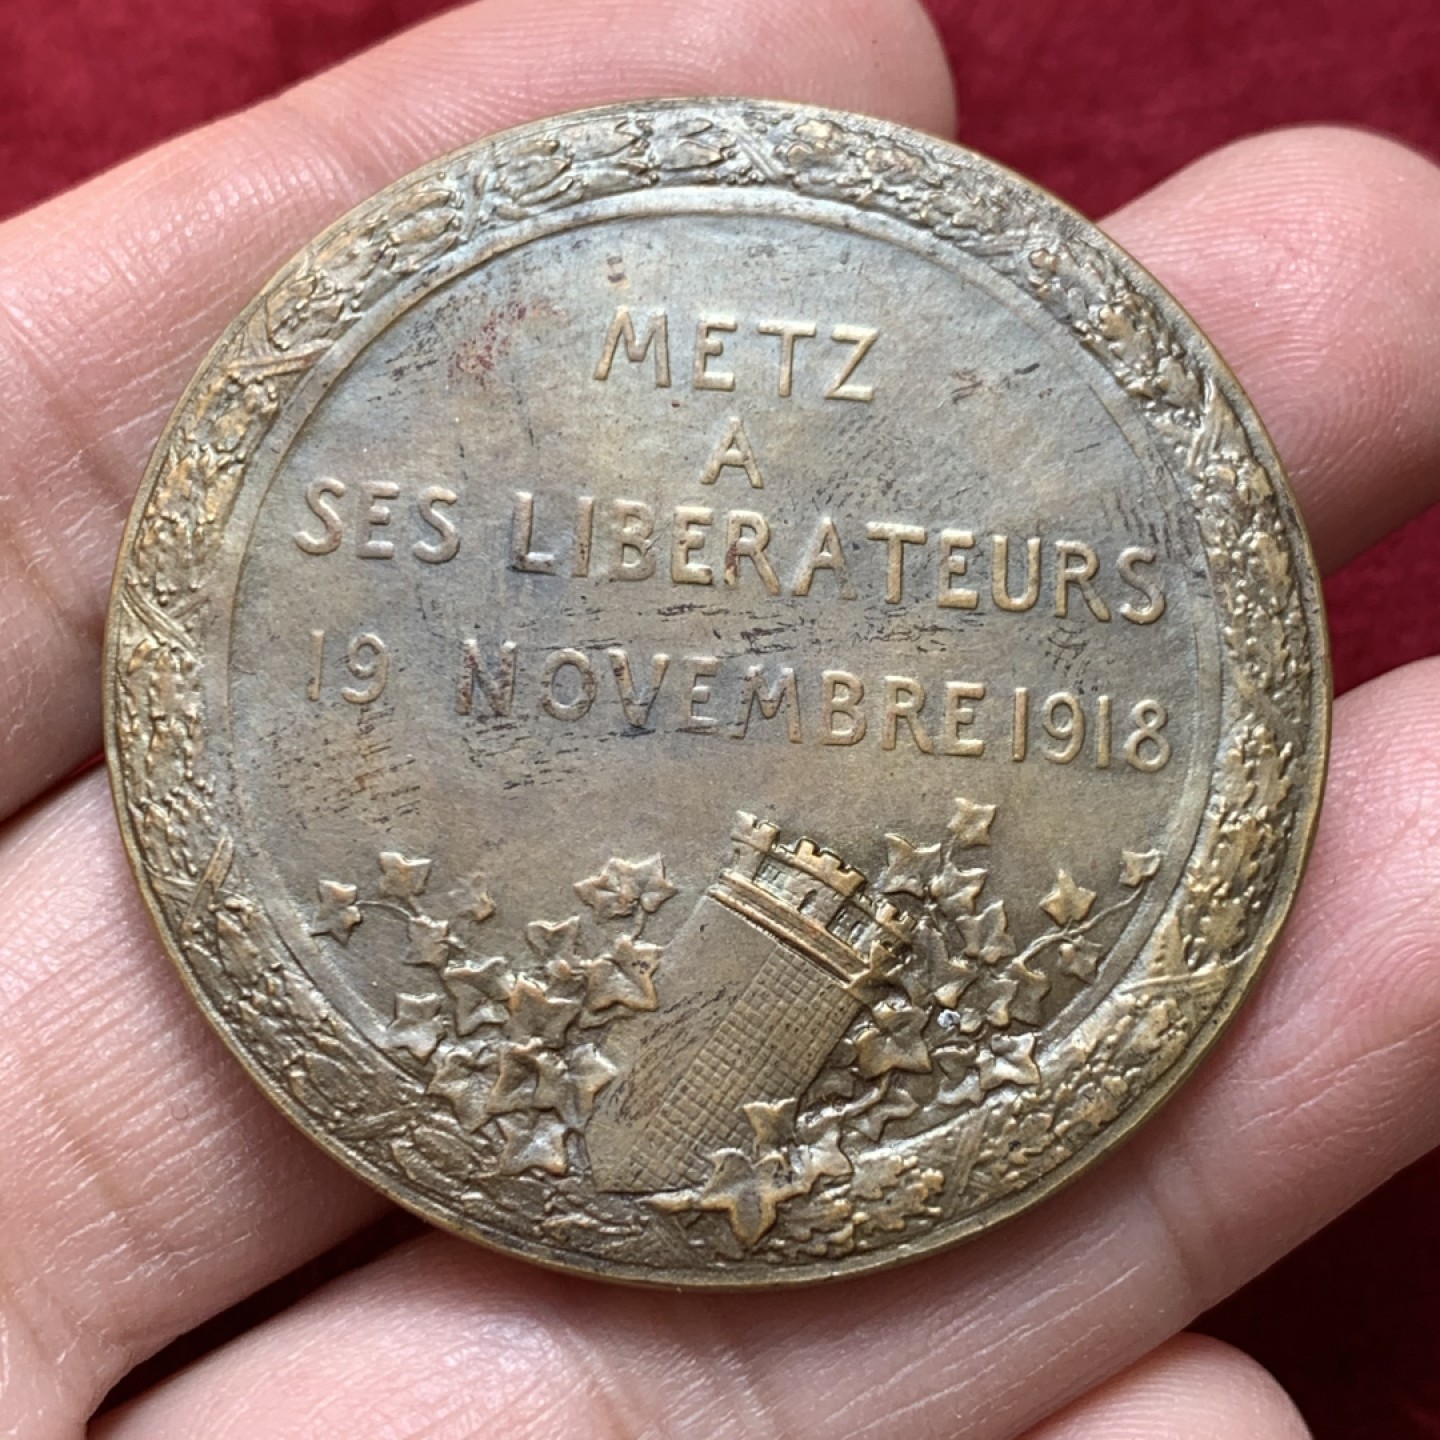 METZ
A
SES LIBERATEURS
19 NOVEMBRE 1918